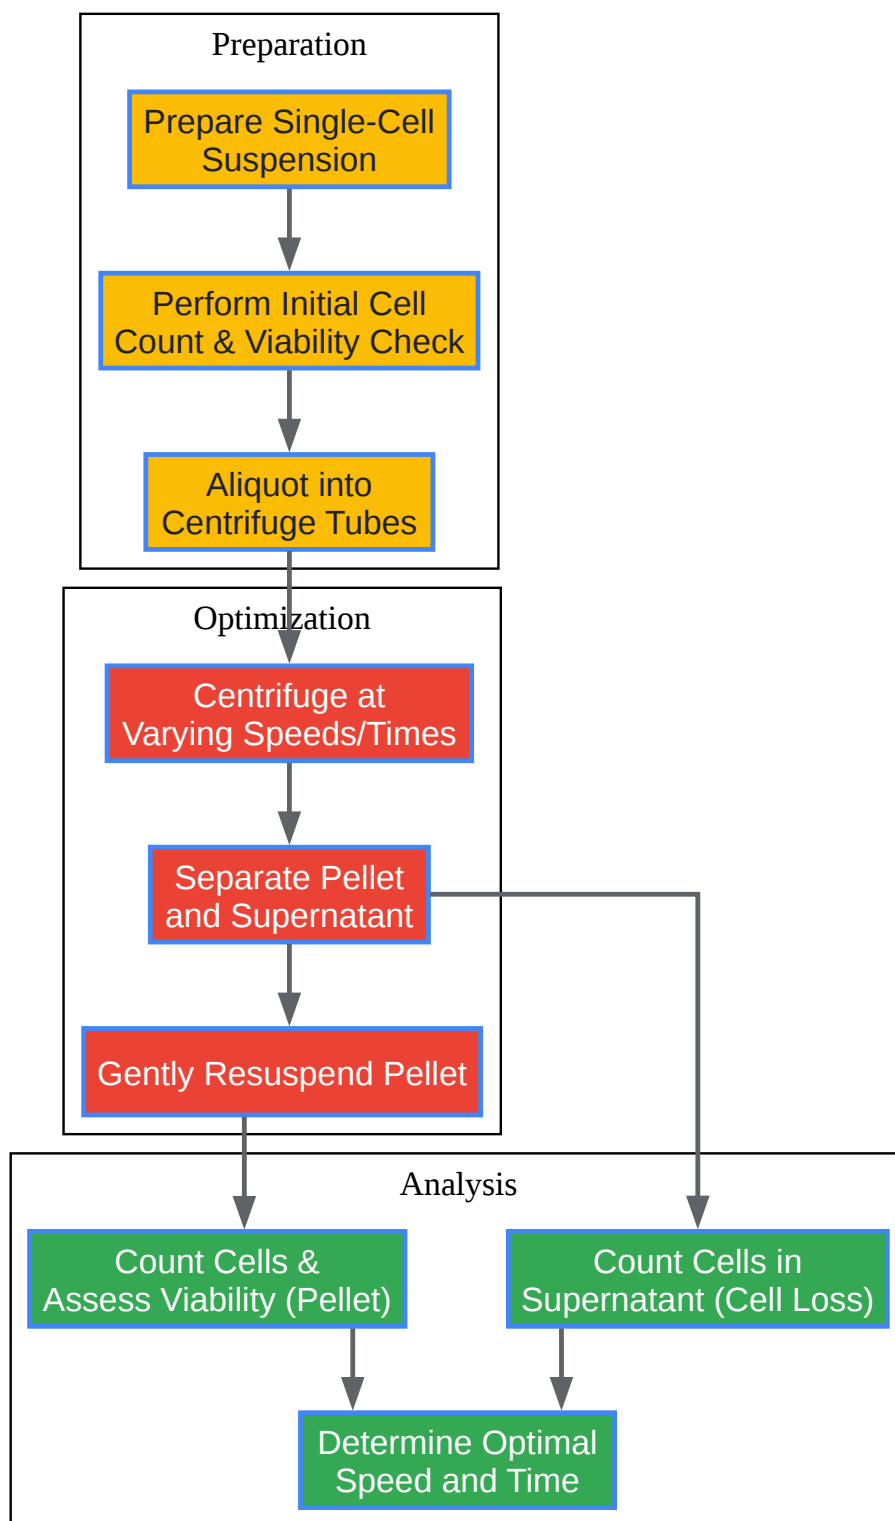 Preparation
Prepare Single-Cell
Suspension
Perform Initial Cell
Count & Viability Check
Aliquot into
Centrifuge Tubes
Optimization
Centrifuge at
Varying Speeds/Times
Separate Pellet
and Supernatant
Gently Resuspend Pellet
Analysis
Count Cells &
Assess Viability (Pellet)
Count Cells in
Supernatant (Cell Loss)
Determine Optimal
Speed and Time